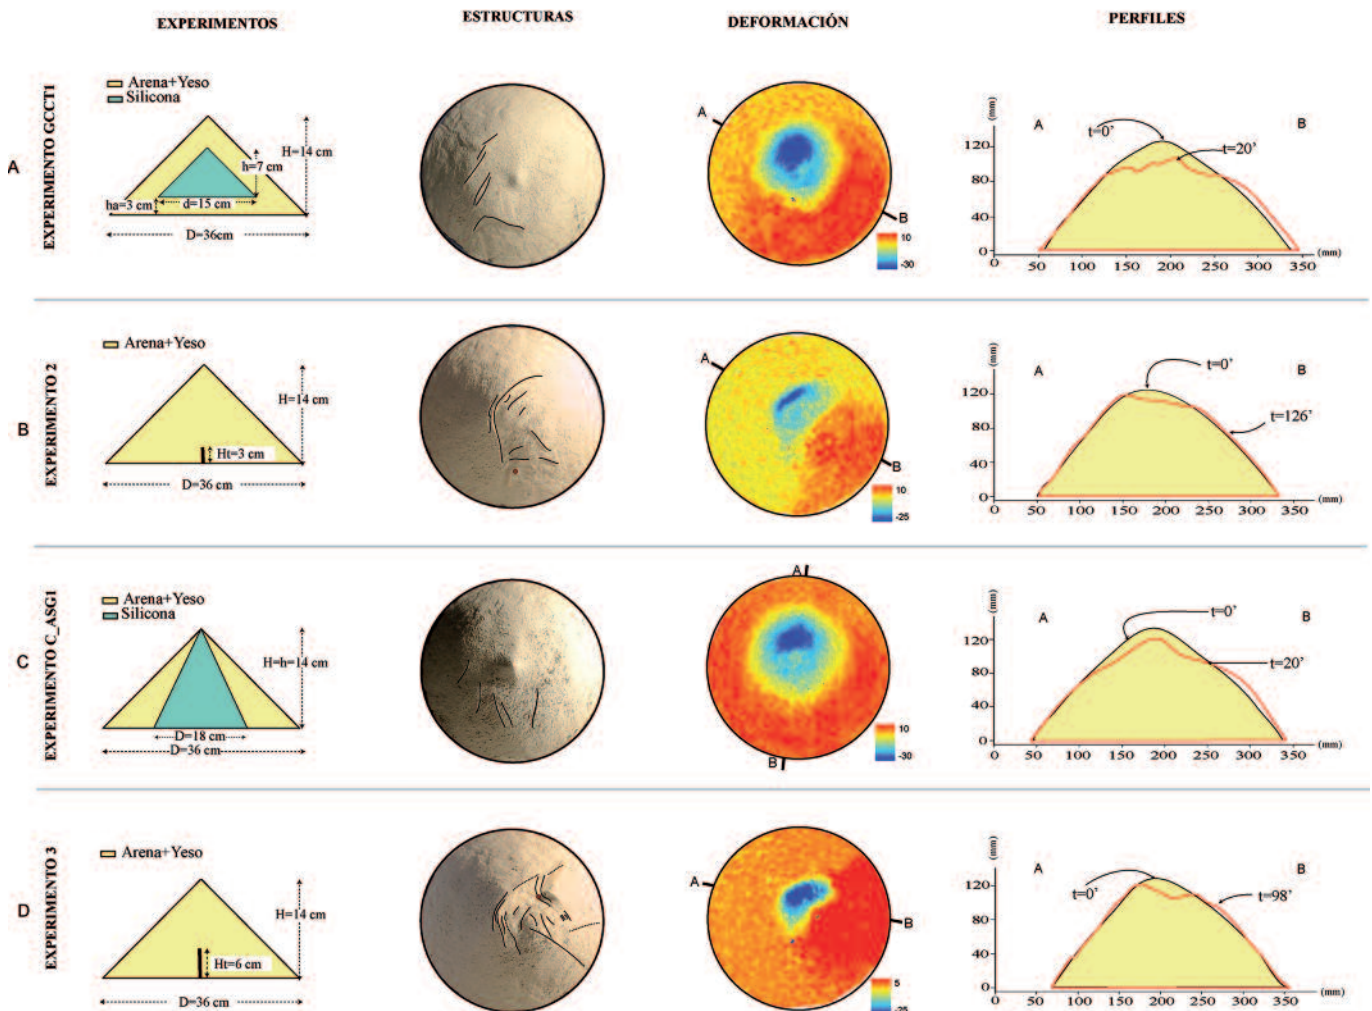 EXPERIMENTOS
ESTRUCTURAS
DEFORMACIÓN
PERFILES
A
EXPERIMENTO GCCT1
Arena+Yeso
Silicona
H=14 cm
h=7 cm
ha=3 cm
d=15 cm
D=36cm
A
B
10
-30
(mm)
A
B
t=0'
t=20'
120
80
40
0
0
50
100
150
200
250
300
350
(mm)
B
EXPERIMENTO 2
Arena+Yeso
H=14 cm
Ht=3 cm
D=36 cm
A
B
10
-25
(mm)
A
B
t=0'
t=126'
120
80
40
0
0
50
100
150
200
250
300
350
(mm)
C
EXPERIMENTO C_ASG1
Arena+Yeso
Silicona
H=h=14 cm
D=18 cm
D=36 cm
A
B
10
-30
(mm)
A
B
t=0'
t=20'
120
80
40
0
0
50
100
150
200
250
300
350
(mm)
D
EXPERIMENTO 3
Arena+Yeso
H=14 cm
Ht=6 cm
D=36 cm
A
B
5
-25
(mm)
A
B
t=0'
t=98'
120
80
40
0
0
50
100
150
200
250
300
350
(mm)